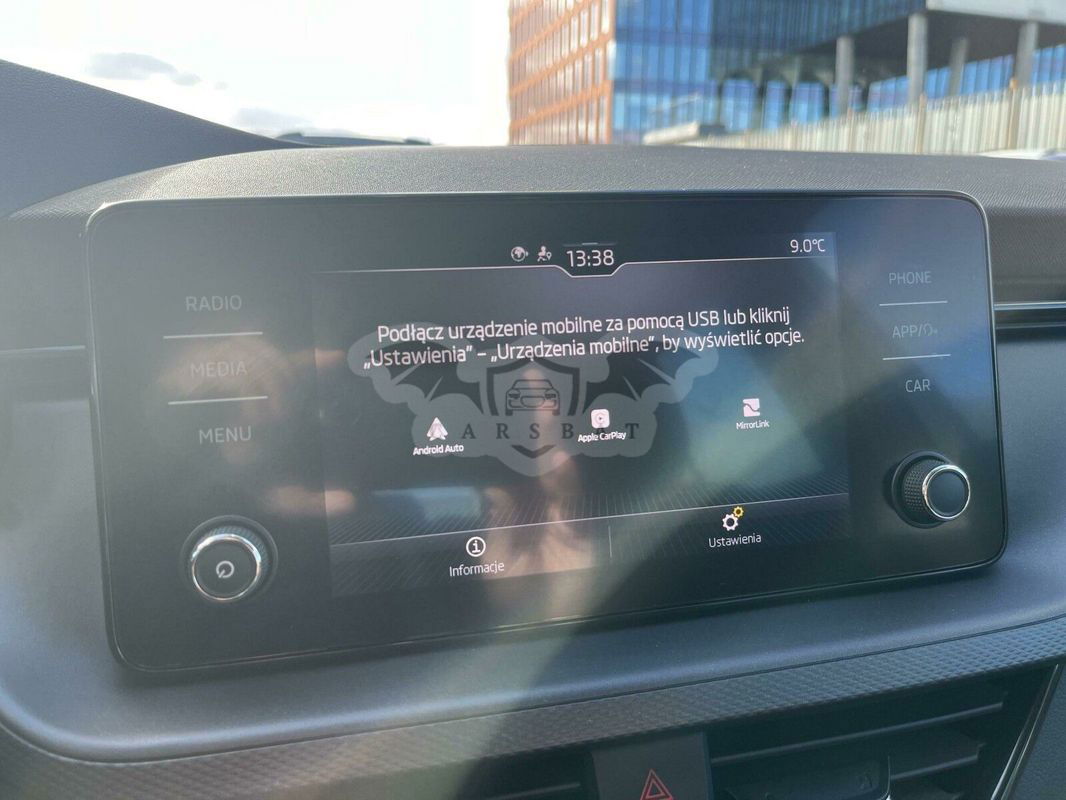 13:38
9.0°C
RADIO
MEDIA
MENU
Podłącz urządzenie mobilne za pomocą USB lub kliknij
„Ustawienia” – „Urządzenia mobilne”, by wyświetlić opcje.
Android Auto
Apple CarPlay
MirrorLink
CARSBAT
Informacje
Ustawienia
PHONE
APP/
CAR